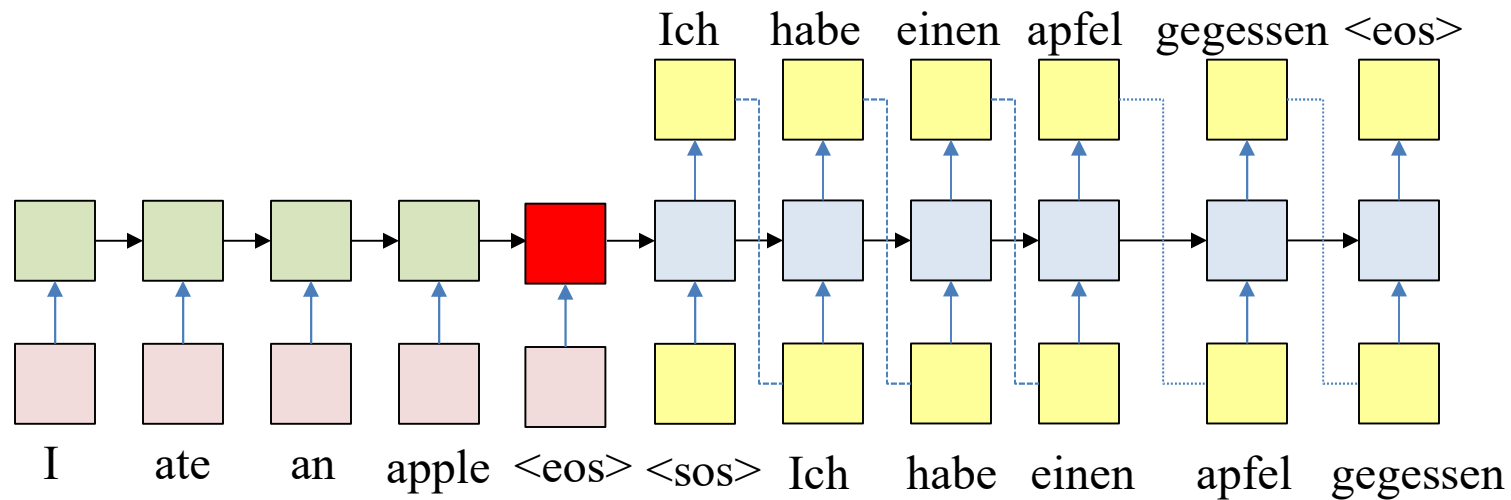 Ich habe einen apfel gegessen <eos>
I ate an apple <eos> <sos> Ich habe einen apfel gegessen